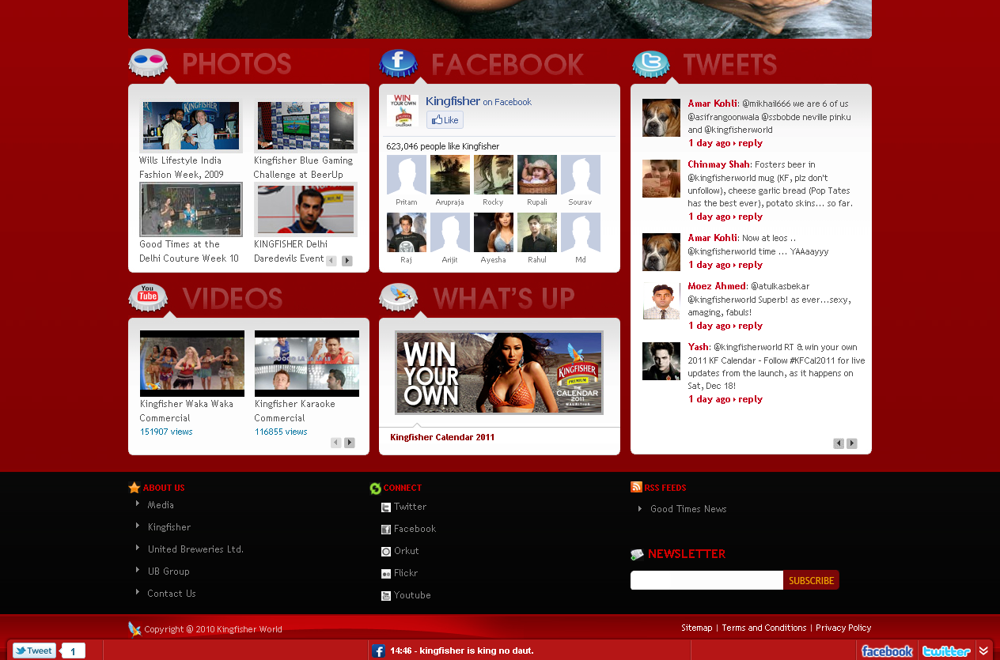 PHOTOS
FACEBOOK
TWEETS
KINGFISHER
Wills Lifestyle India
Fashion Week, 2009
Kingfisher Blue Gaming
Challenge at BeerUp
Good Times at the
Delhi Couture Week 10
KINGFISHER Delhi
Daredevils Event
WIN
YOUR OWN
CALENDAR
Kingfisher on Facebook
Like
623,046 people like Kingfisher
Pritam
Arupraja
Rocky
Rupali
Sourav
Raj
Arijit
Ayesha
Rahul
Md
Amar Kohli: @mikhail666 we are 6 of us
@asifrangoonwala @ssbobde neville pinku
and @kingfisherworld
1 day ago reply
Chinmay Shah: Fosters beer in
@kingfisherworld mug (KF, plz don't
unfollow), cheese garlic bread (Pop Tates
has the best ever), potato skins... so far.
1 day ago reply
Amar Kohli: Now at leos ..
@kingfisherworld time ... YAAaayyy
1 day ago reply
Moez Ahmed: @atulkasbekar
@kingfisherworld Superb! as ever...sexy,
amaging, fabuls!
1 day ago reply
Yash: @kingfisherworld RT & win your own
2011 KF Calendar - Follow #KFCal2011 for live
updates from the launch, as it happens on
Sat, Dec 18!
1 day ago reply
You
Tube
VIDEOS
WHAT'S UP
Kingfisher Waka Waka
Commercial
151907 views
Kingfisher Karaoke
Commercial
116855 views
WIN
YOUR
OWN
KINGFISHER
PREMIUM
THE
CALENDAR
2011
MAURITIUS
Kingfisher Calendar 2011
ABOUT US
Media
Kingfisher
United Breweries Ltd.
UB Group
Contact Us
CONNECT
Twitter
Facebook
Orkut
Flickr
Youtube
RSS FEEDS
Good Times News
NEWSLETTER
SUBSCRIBE
Copyright @ 2010 Kingfisher World
Sitemap | Terms and Conditions | Privacy Policy
Tweet
1
14:46 - kingfisher is king no daut.
facebook
twitter